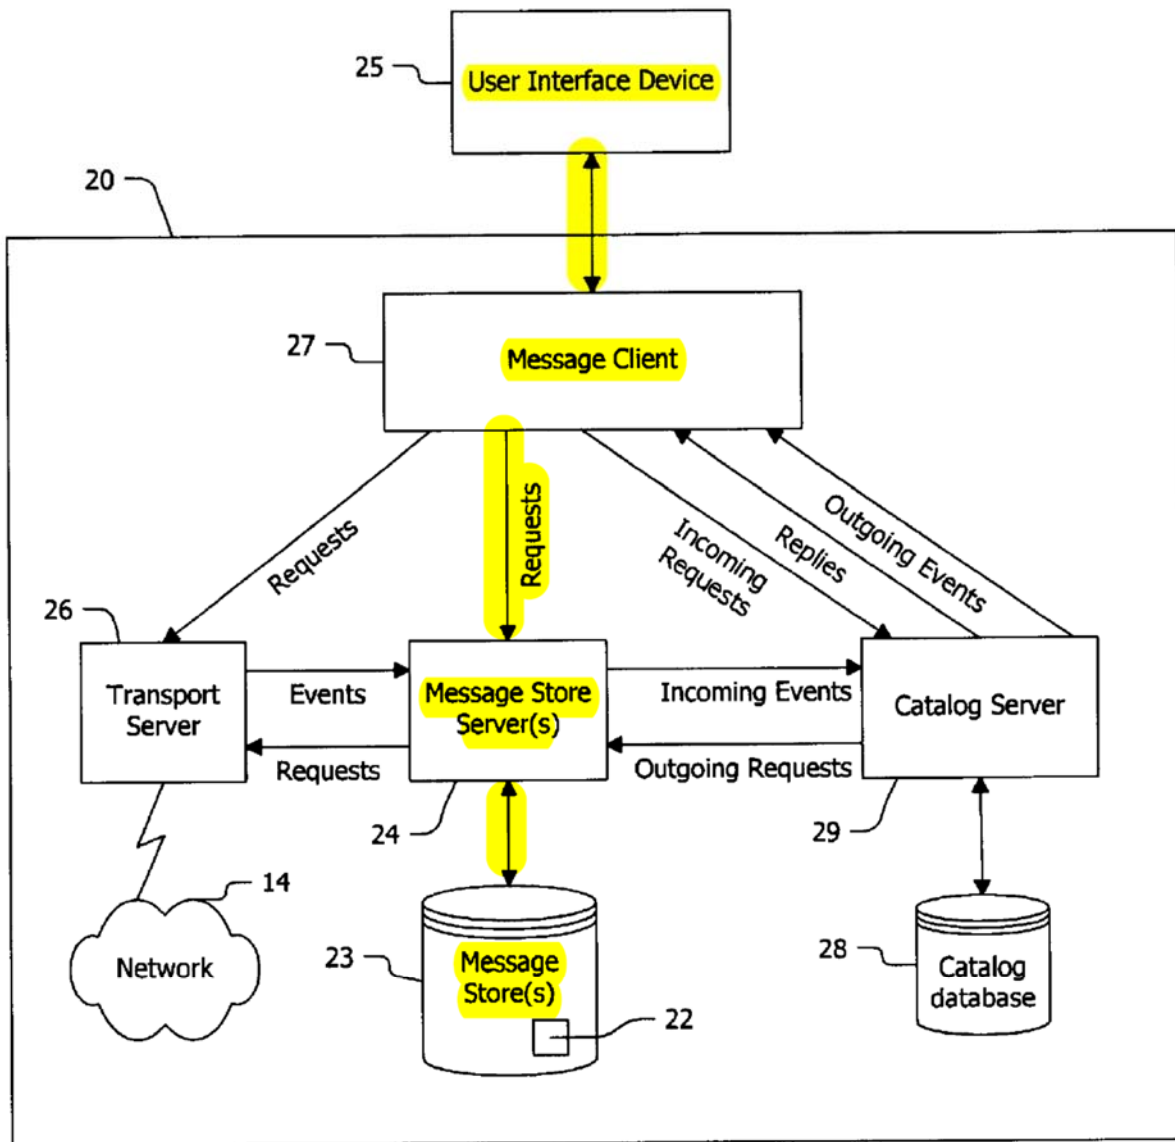 25
User Interface Device
20
27
Message Client
Requests
Requests
Incoming
Requests
Replies
Outgoing Events
26
Transport
Server
Events
Requests
Message Store
Server(s)
Incoming Events
Outgoing Requests
Catalog Server
24
29
14
Network
23
Message
Store(s)
22
28
Catalog
database